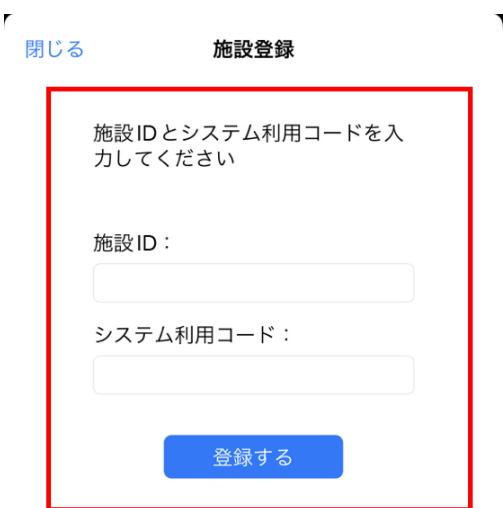 閉じる
施設登録
施設IDとシステム利用コードを入
力してください
施設ID：
システム利用コード：
登録する